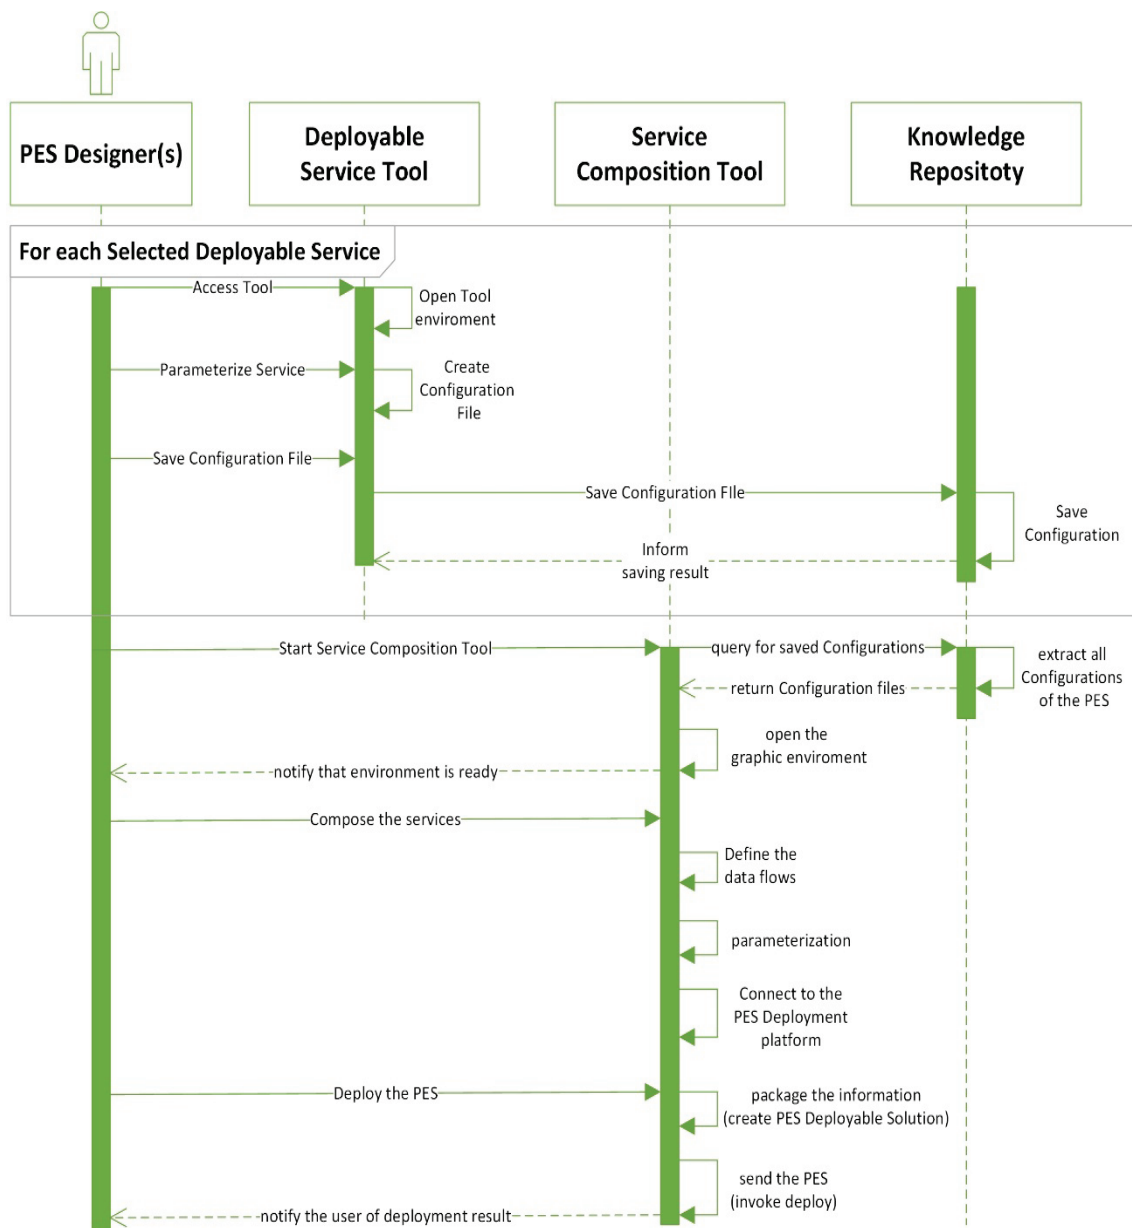 PES Designer(s)
Deployable
Service Tool
Service
Composition Tool
Knowledge
Repositoty
For each Selected Deployable Service
Access Tool
Open Tool
enviroment
Parameterize Service
Create
Configuration
File
Save Configuration File
Save Configuration FIle
Save
Configuration
Inform
saving result
Start Service Composition Tool
query for saved Configurations
extract all
Configurations
of the PES
return Configuration files
open the
graphic enviroment
notify that environment is ready
Compose the services
Define the
data flows
parameterization
Connect to the
PES Deployment
platform
Deploy the PES
package the information
(create PES Deployable Solution)
send the PES
(invoke deploy)
notify the user of deployment result